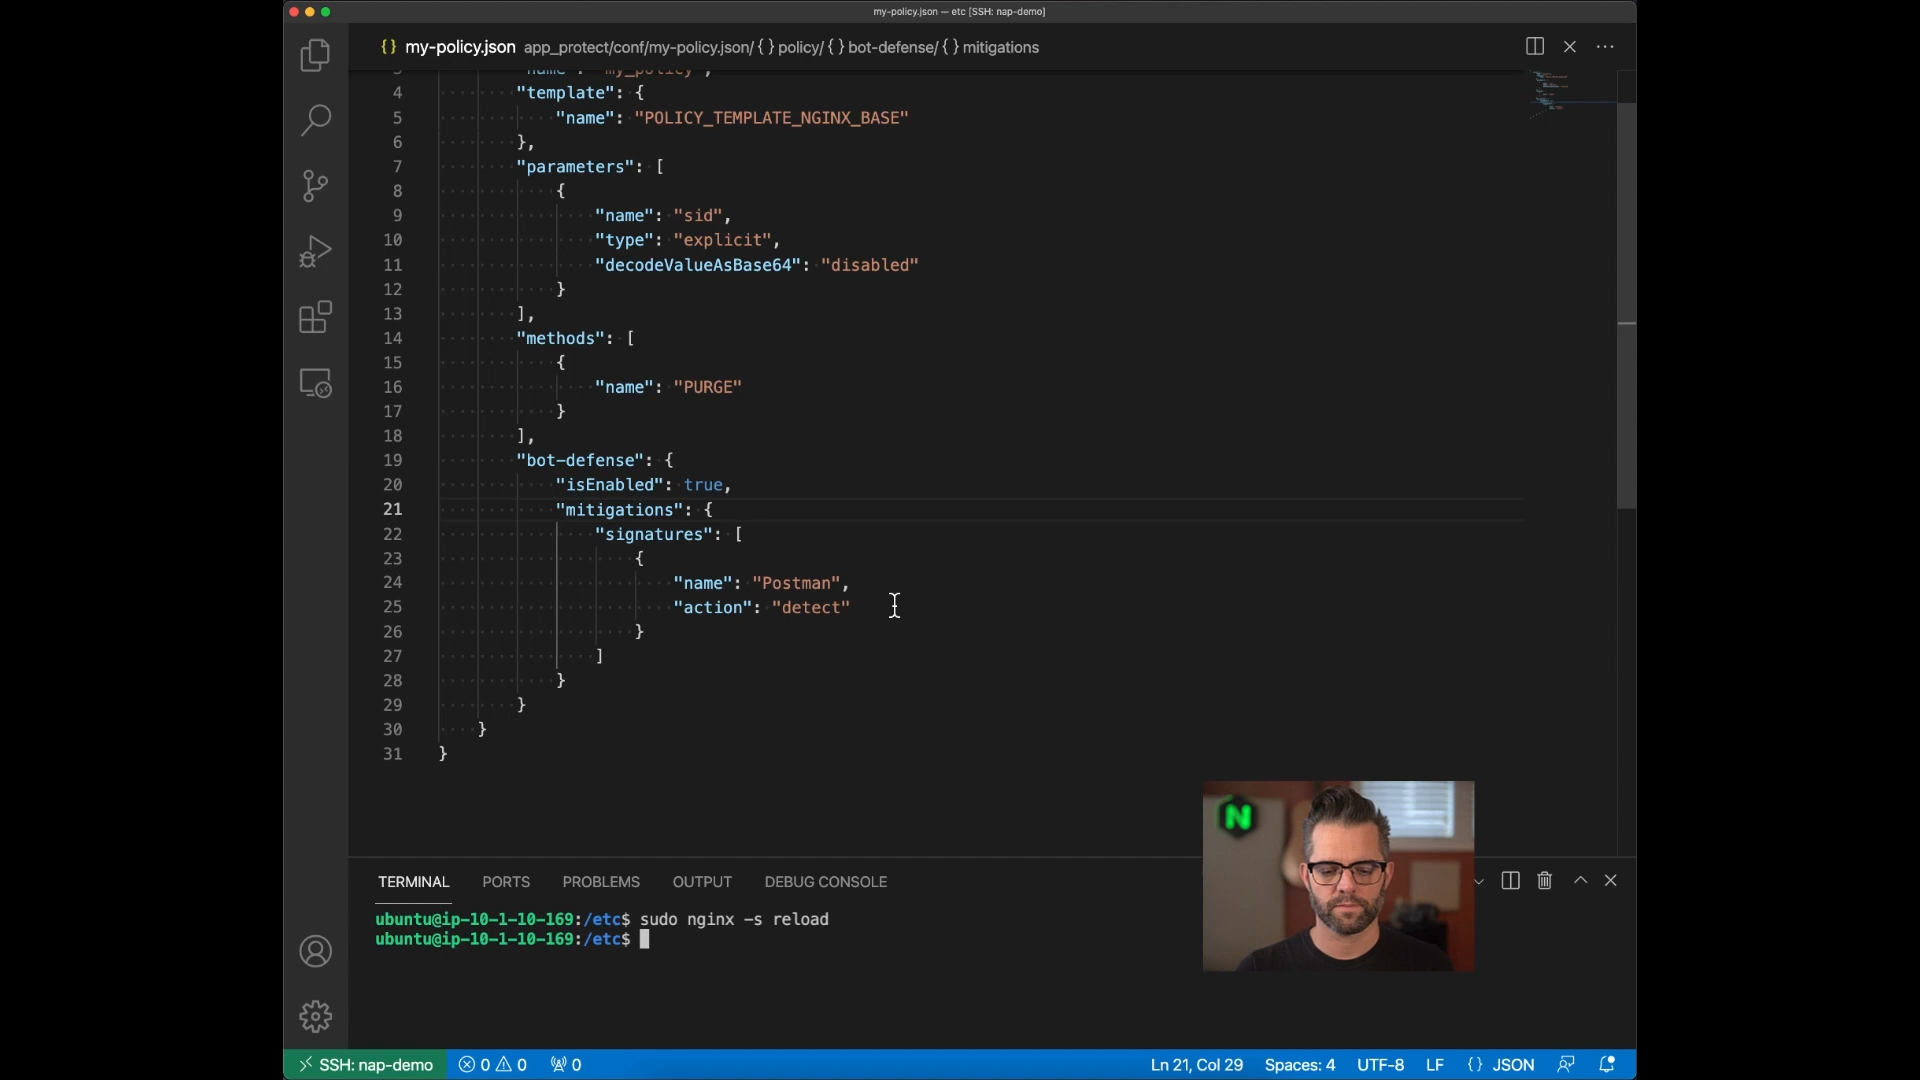 my-policy.json — etc [SSH: nap-demo]
{} my-policy.json app_protect/conf/my-policy.json/ {} policy/ {} bot-defense/ {} mitigations
3 "name": "my_policy",
4 "template": {
5 "name": "POLICY_TEMPLATE_NGINX_BASE"
6 },
7 "parameters": [
8 {
9 "name": "sid",
10 "type": "explicit",
11 "decodeValueAsBase64": "disabled"
12 }
13 ],
14 "methods": [
15 {
16 "name": "PURGE"
17 }
18 ],
19 "bot-defense": {
20 "isEnabled": true,
21 "mitigations": {
22 "signatures": [
23 {
24 "name": "Postman",
25 "action": "detect"
26 }
27 ]
28 }
29 }
30 }
31 }
N
TERMINAL PORTS PROBLEMS OUTPUT DEBUG CONSOLE
ubuntu@ip-10-1-10-169:/etc$ sudo nginx -s reload
ubuntu@ip-10-1-10-169:/etc$
SSH: nap-demo 0 0 0 Ln 21, Col 29 Spaces: 4 UTF-8 LF {} JSON